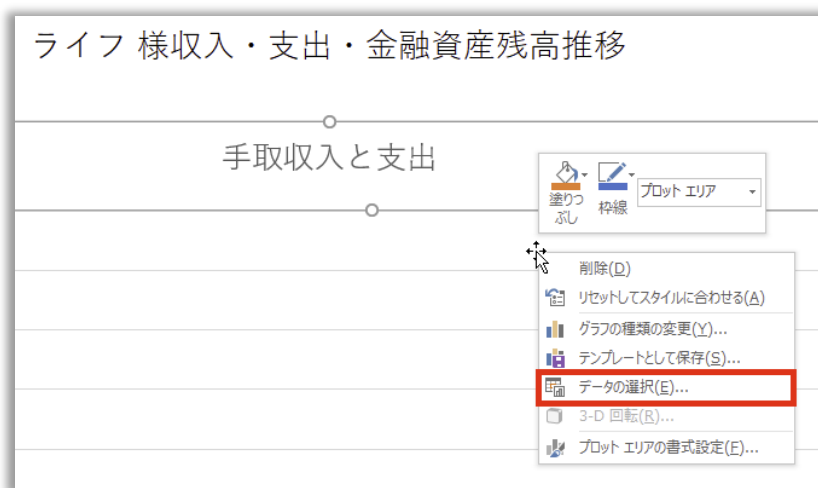 ライフ 様収入・支出・金融資産残高推移
手取収入と支出
塗りつ
ぶし
枠線
プロット エリア
削除(D)
リセットしてスタイルに合わせる(A)
グラフの種類の変更(Y)...
テンプレートとして保存(S)...
データの選択(E)...
3-D 回転(R)...
プロット エリアの書式設定(F)...